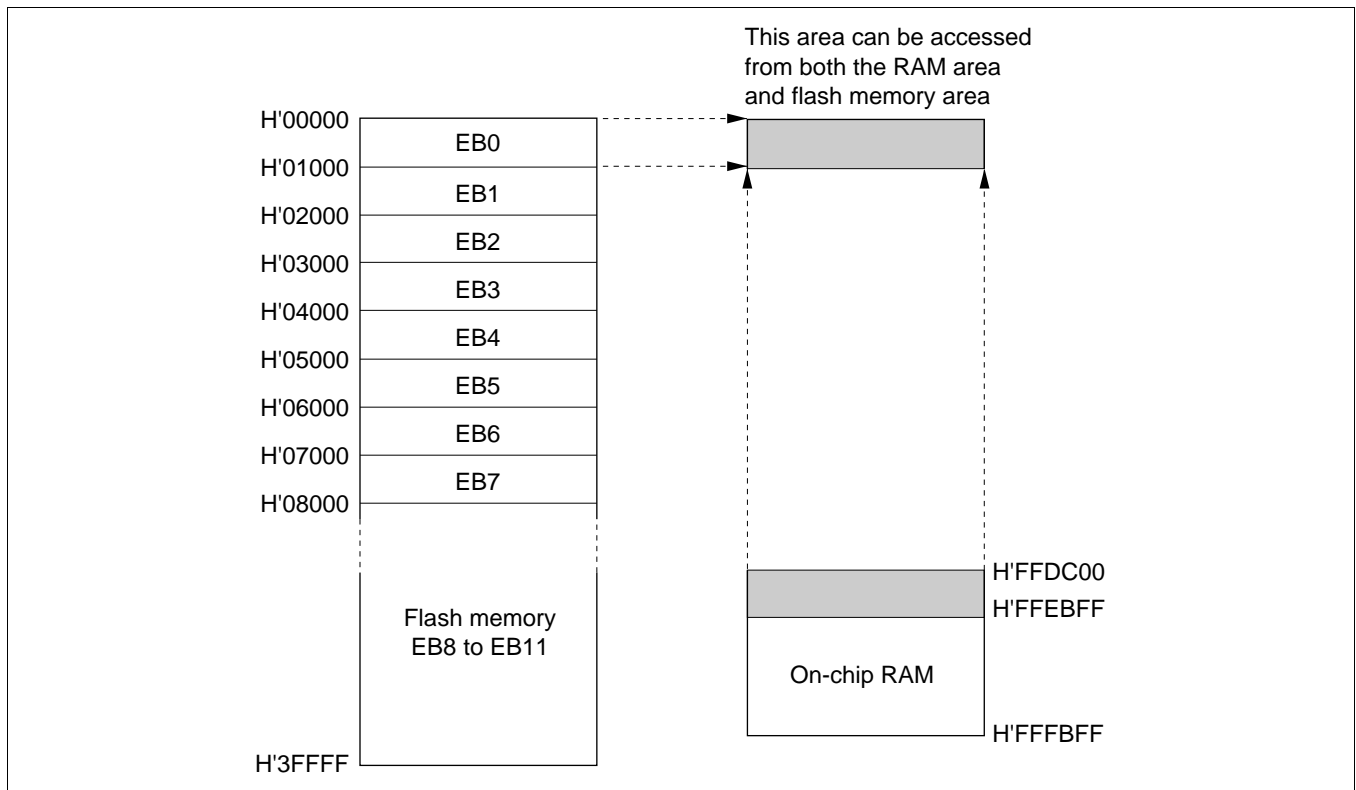 This area can be accessed
from both the RAM area
and flash memory area
H'00000
EB0
H'01000
EB1
H'02000
EB2
H'03000
EB3
H'04000
EB4
H'05000
EB5
H'06000
EB6
H'07000
EB7
H'08000
Flash memory
EB8 to EB11
H'3FFFF
H'FFDC00
H'FFEBFF
On-chip RAM
H'FFFBFF